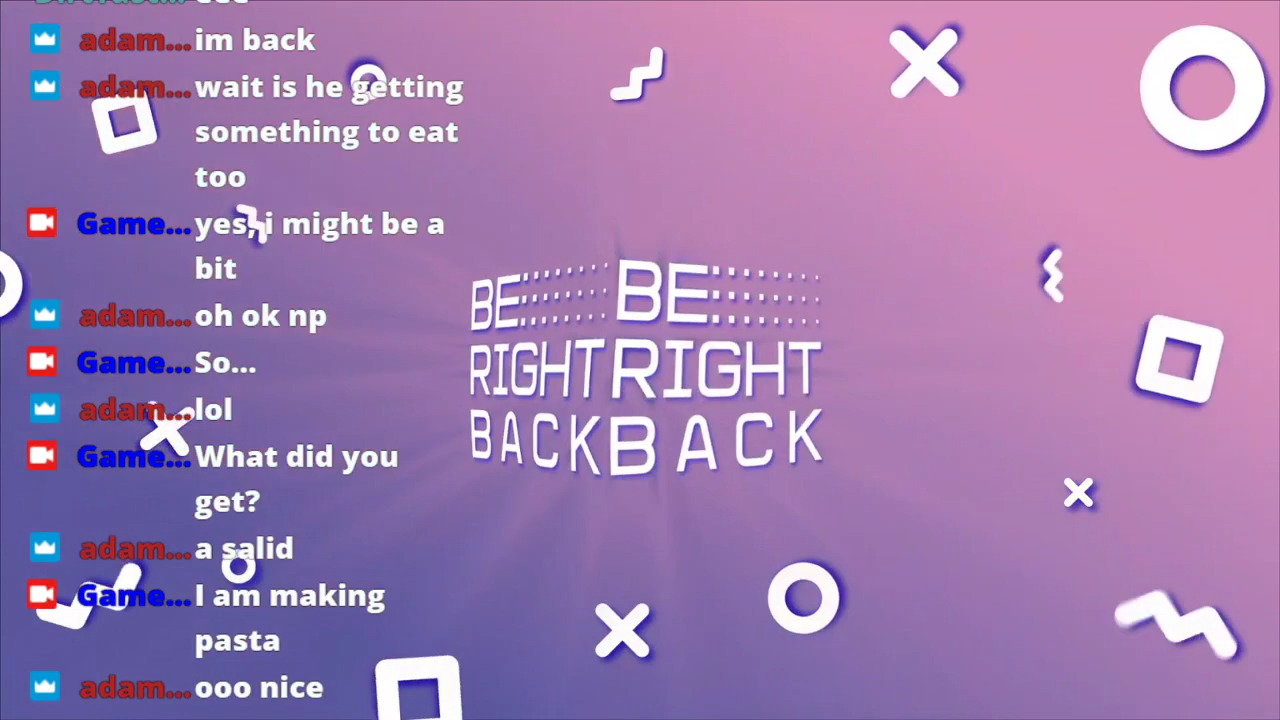 adam... im back
adam... wait is he getting
something to eat
too
Game... yes, i might be a
bit
adam... oh ok np
Game... So...
adam... lol
Game... What did you
get?
adam... a salid
Game... I am making
pasta
adam... ooo nice
BE BE
RIGHT RIGHT
BACK BACK